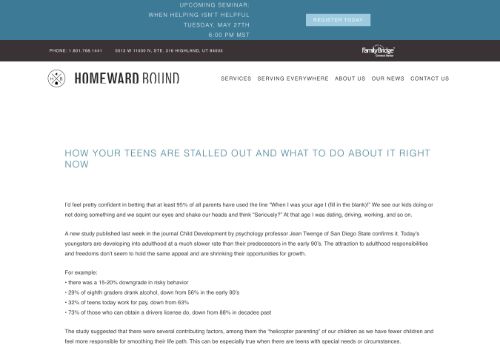 UPCOMING SEMINAR:
WHEN HELPING ISN'T HELPFUL
TUESDAY, MAY 27TH
6:00 PM MST
REGISTER TODAY
PHONE: 1.801.768.1441 5513 W 11000 N, STE. 216 HIGHLAND, UT 84003
FamilyBridge
HOMEWARD BOUND
SERVICES SERVING EVERYWHERE ABOUT US OUR NEWS CONTACT US
HOW YOUR TEENS ARE STALLED OUT AND WHAT TO DO ABOUT IT RIGHT
NOW
I'd feel pretty confident in betting that at least 95% of all parents have used the line "When I was your age I (fill in the blank)!" We see our kids doing or
not doing something and we squint our eyes and shake our heads and think "Seriously?" At that age I was dating, driving, working, and so on.
A new study published last week in the journal Child Development by psychology professor Jean Twenge of San Diego State confirms it. Today's
youngsters are developing into adulthood at a much slower rate than their predecessors in the early 90's. The attraction to adulthood responsibilities
and freedoms don't seem to hold the same appeal and are shrinking their opportunities for growth.
For example:
• there was a 15-20% downgrade in risky behavior
• 29% of eighth graders drank alcohol, down from 56% in the early 90's
• 32% of teens today work for pay, down from 63%
• 73% of those who can obtain a drivers license do, down from 88% in decades past
The study suggested that there were several contributing factors, among them the "helicopter parenting" of our children as we have fewer children and
feel more responsible for smoothing their life path. This can be especially true when there are teens with special needs or circumstances.